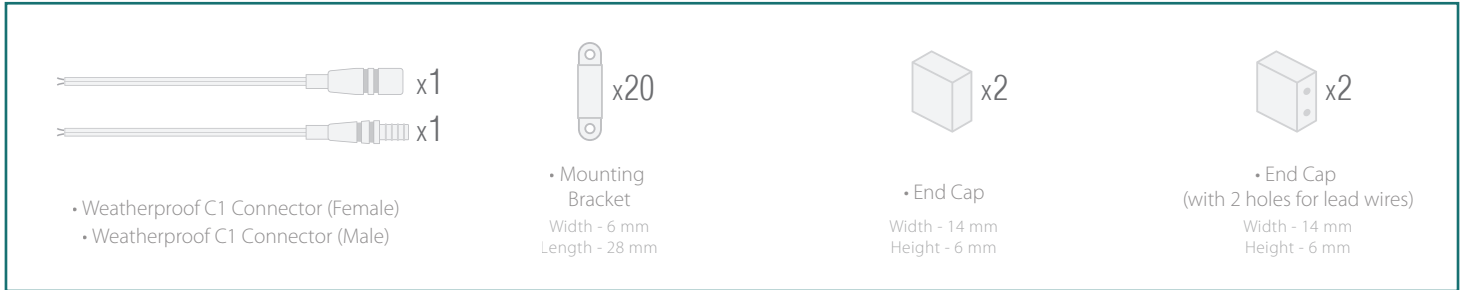 x1
x1
• Weatherproof C1 Connector (Female)
• Weatherproof C1 Connector (Male)
x20
• Mounting
Bracket
Width - 6 mm
Length - 28 mm
x2
• End Cap
Width - 14 mm
Height - 6 mm
x2
• End Cap
(with 2 holes for lead wires)
Width - 14 mm
Height - 6 mm